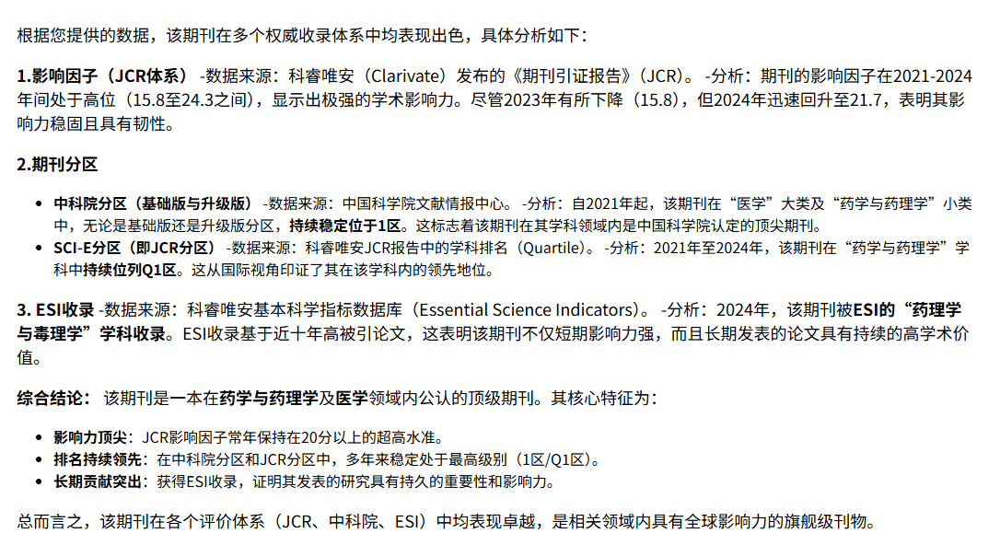 根据您提供的数据，该期刊在多个权威收录体系中均表现出色，具体分析如下：
1.影响因子（JCR体系） -数据来源：科睿唯安（Clarivate）发布的《期刊引证报告》（JCR）。 -分析：期刊的影响因子在2021-2024
年间处于高位（15.8至24.3之间），显示出极强的学术影响力。尽管2023年有所下降（15.8），但2024年迅速回升至21.7，表明其影
响力稳固且具有韧性。
2.期刊分区
• 中科院分区（基础版与升级版） -数据来源：中国科学院文献情报中心。 -分析：自2021年起，该期刊在“医学”大类及“药学与药理学”小类
中，无论是基础版还是升级版分区，持续稳定位于1区。这标志着该期刊在其学科领域内是中国科学院认定的顶尖期刊。
• SCI-E分区（即JCR分区） -数据来源：科睿唯安JCR报告中的学科排名（Quartile）。 -分析：2021年至2024年，该期刊在“药学与药理学”学
科中持续位列Q1区。这从国际视角印证了其在该学科内的领先地位。
3. ESI收录 -数据来源：科睿唯安基本科学指标数据库（Essential Science Indicators）。 -分析：2024年，该期刊被ESI的“药理学
与毒理学”学科收录。ESI收录基于近十年高被引论文，这表明该期刊不仅短期影响力强，而且长期发表的论文具有持续的高学术价
值。
综合结论： 该期刊是一本在药学与药理学及医学领域内公认的顶级期刊。其核心特征为：
• 影响力顶尖：JCR影响因子常年保持在20分以上的超高水准。
• 排名持续领先：在中科院分区和JCR分区中，多年来稳定处于最高级别（1区/Q1区）。
• 长期贡献突出：获得ESI收录，证明其发表的研究具有持久的重要性和影响力。
总而言之，该期刊在各个评价体系（JCR、中科院、ESI）中均表现卓越，是相关领域内具有全球影响力的旗舰级刊物。